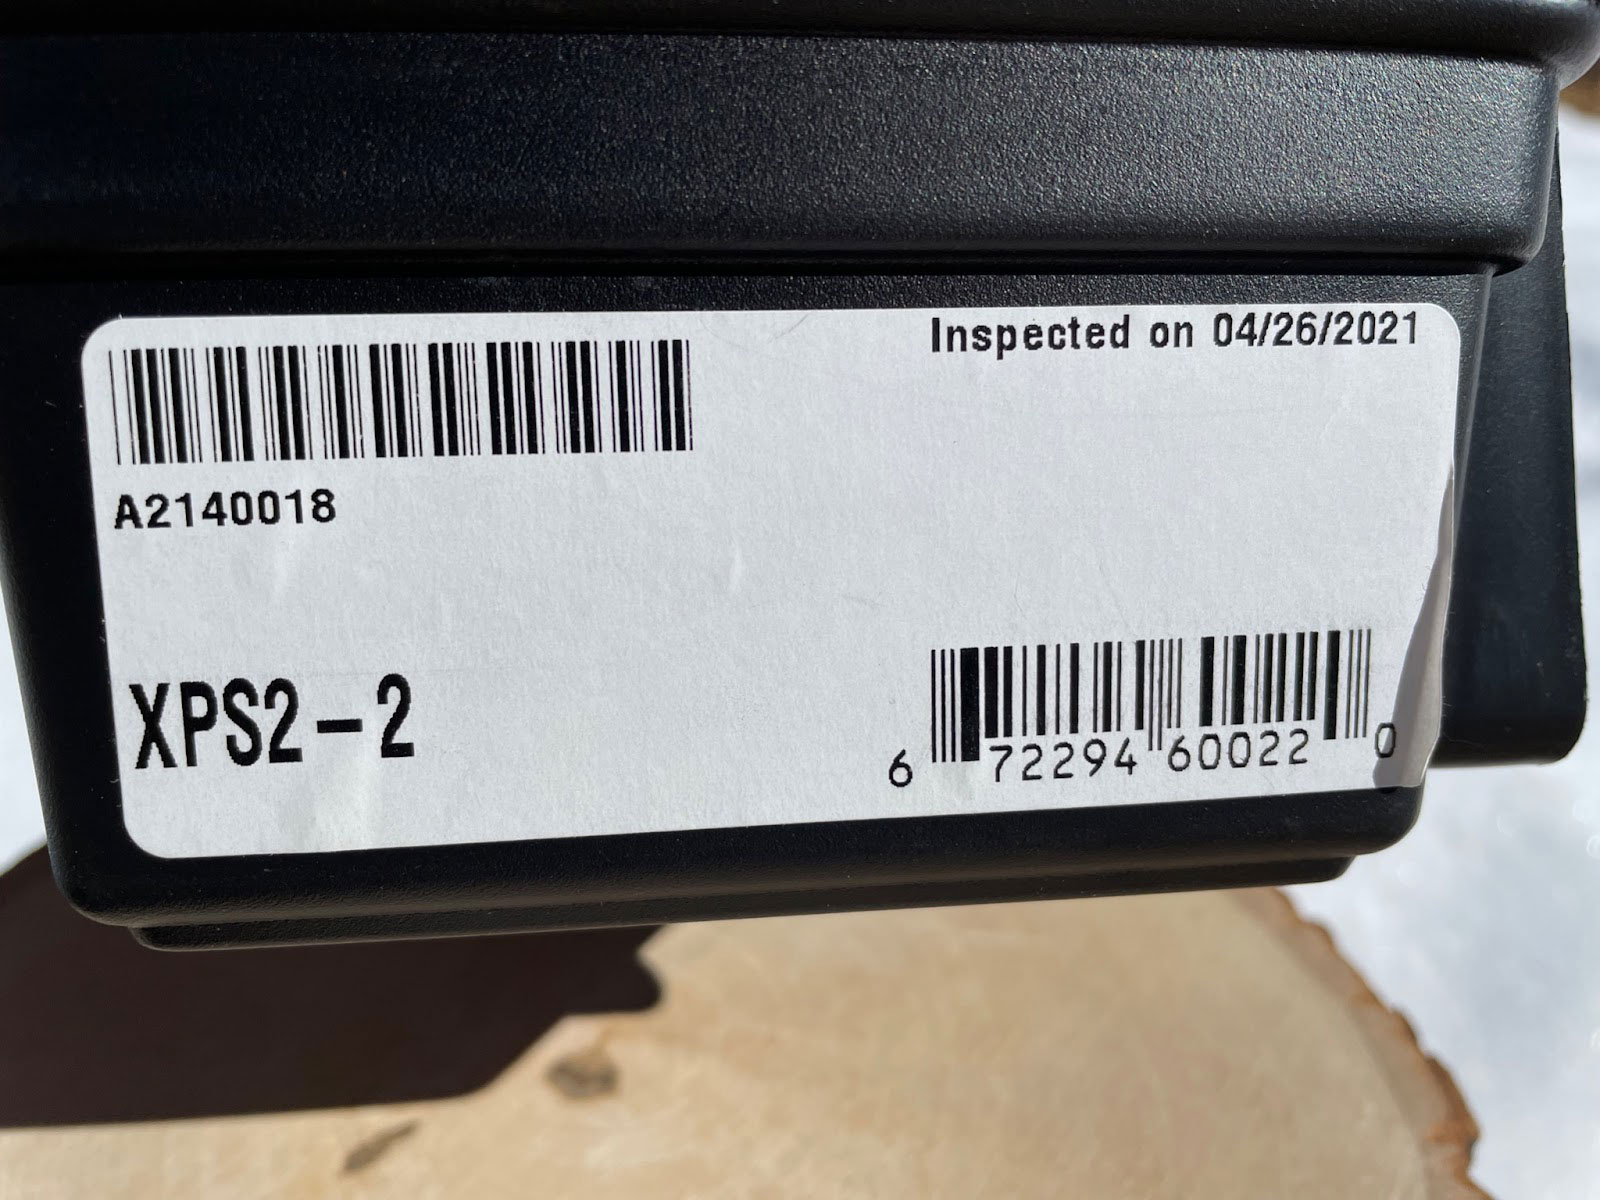 Inspected on 04/26/2021
A2140018
XPS2-2
6 72294 60022 0